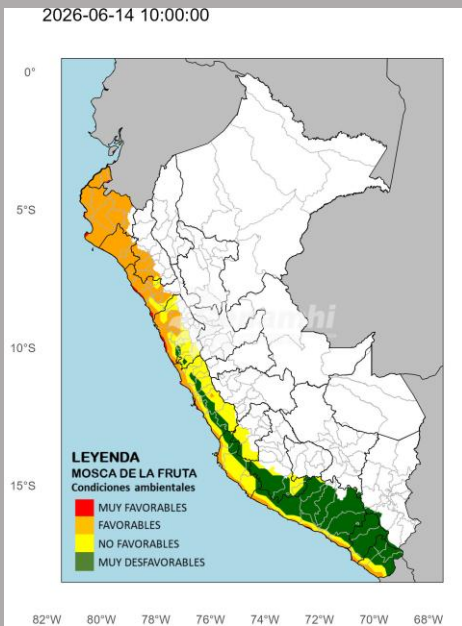 2026-06-14 10:00:00
0°
5°S
10°S
15°S
LEYENDA
MOSCA DE LA FRUTA
Condiciones ambientales
MUY FAVORABLES
FAVORABLES
NO FAVORABLES
MUY DESFAVORABLES
82°W 80°W 78°W 76°W 74°W 72°W 70°W 68°W